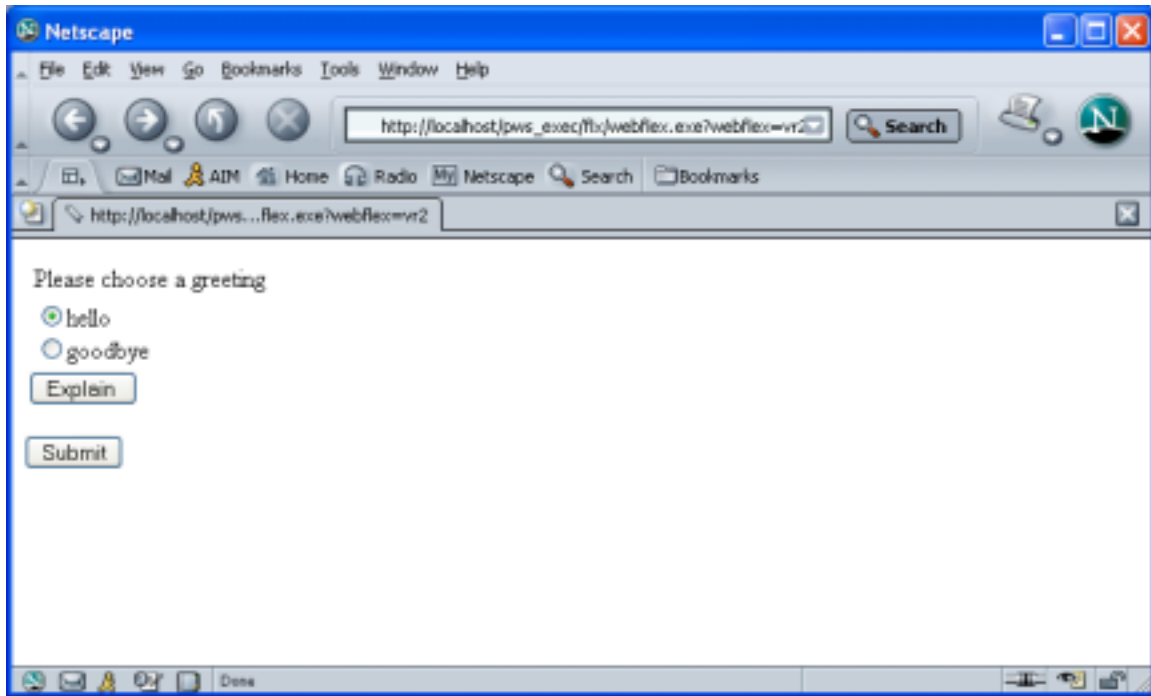 Netscape
File Edit View Go Bookmarks Tools Window Help
http://localhost/pws_exec/flx/webflex.exe?webflex=vr2 Search N
Mail AIM Home Radio My Netscape Search Bookmarks
http://localhost/pws...flex.exe?webflex=vr2
Please choose a greeting
hello
goodbye
Explain
Submit
Done